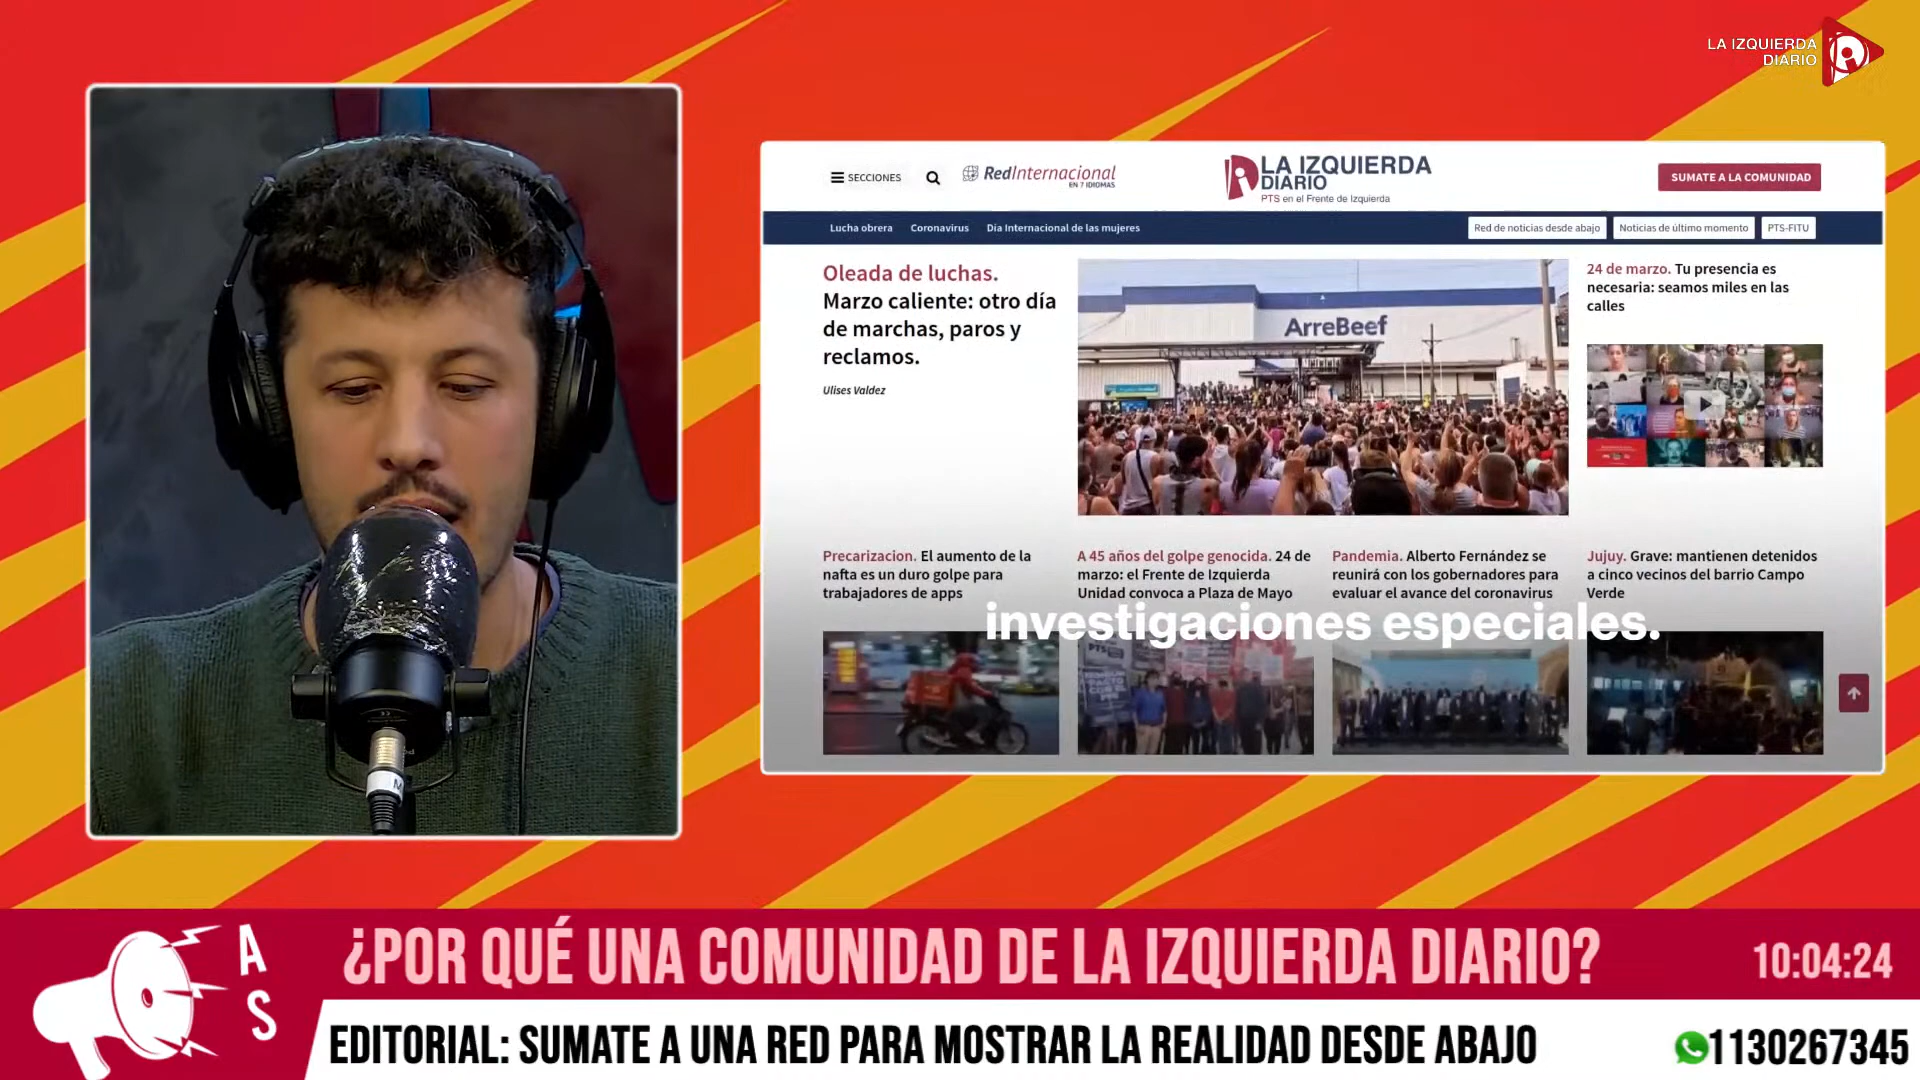 LA IZQUIERDA
DIARIO
SECCIONES
RedInternacional
EN 7 IDIOMAS
LA IZQUIERDA
DIARIO
PTS en el Frente de Izquierda
SUMATE A LA COMUNIDAD
Lucha obrera
Coronavirus
Día Internacional de las mujeres
Red de noticias desde abajo
Noticias de último momento
PTS-FITU
Oleada de luchas.
Marzo caliente: otro día
de marchas, paros y
reclamos.
Ulises Valdez
ArreBeef
24 de marzo. Tu presencia es
necesaria: seamos miles en las
calles
Precarizacion. El aumento de la
nafta es un duro golpe para
trabajadores de apps
A 45 años del golpe genocida. 24 de
marzo: el Frente de Izquierda
Unidad convoca a Plaza de Mayo
Pandemia. Alberto Fernández se
reunirá con los gobernadores para
evaluar el avance del coronavirus
Jujuy. Grave: mantienen detenidos
a cinco vecinos del barrio Campo
Verde
investigaciones especiales.
PTS
M
A
S
¿POR QUÉ UNA COMUNIDAD DE LA IZQUIERDA DIARIO?
10:04:24
EDITORIAL: SUMATE A UNA RED PARA MOSTRAR LA REALIDAD DESDE ABAJO
1130267345